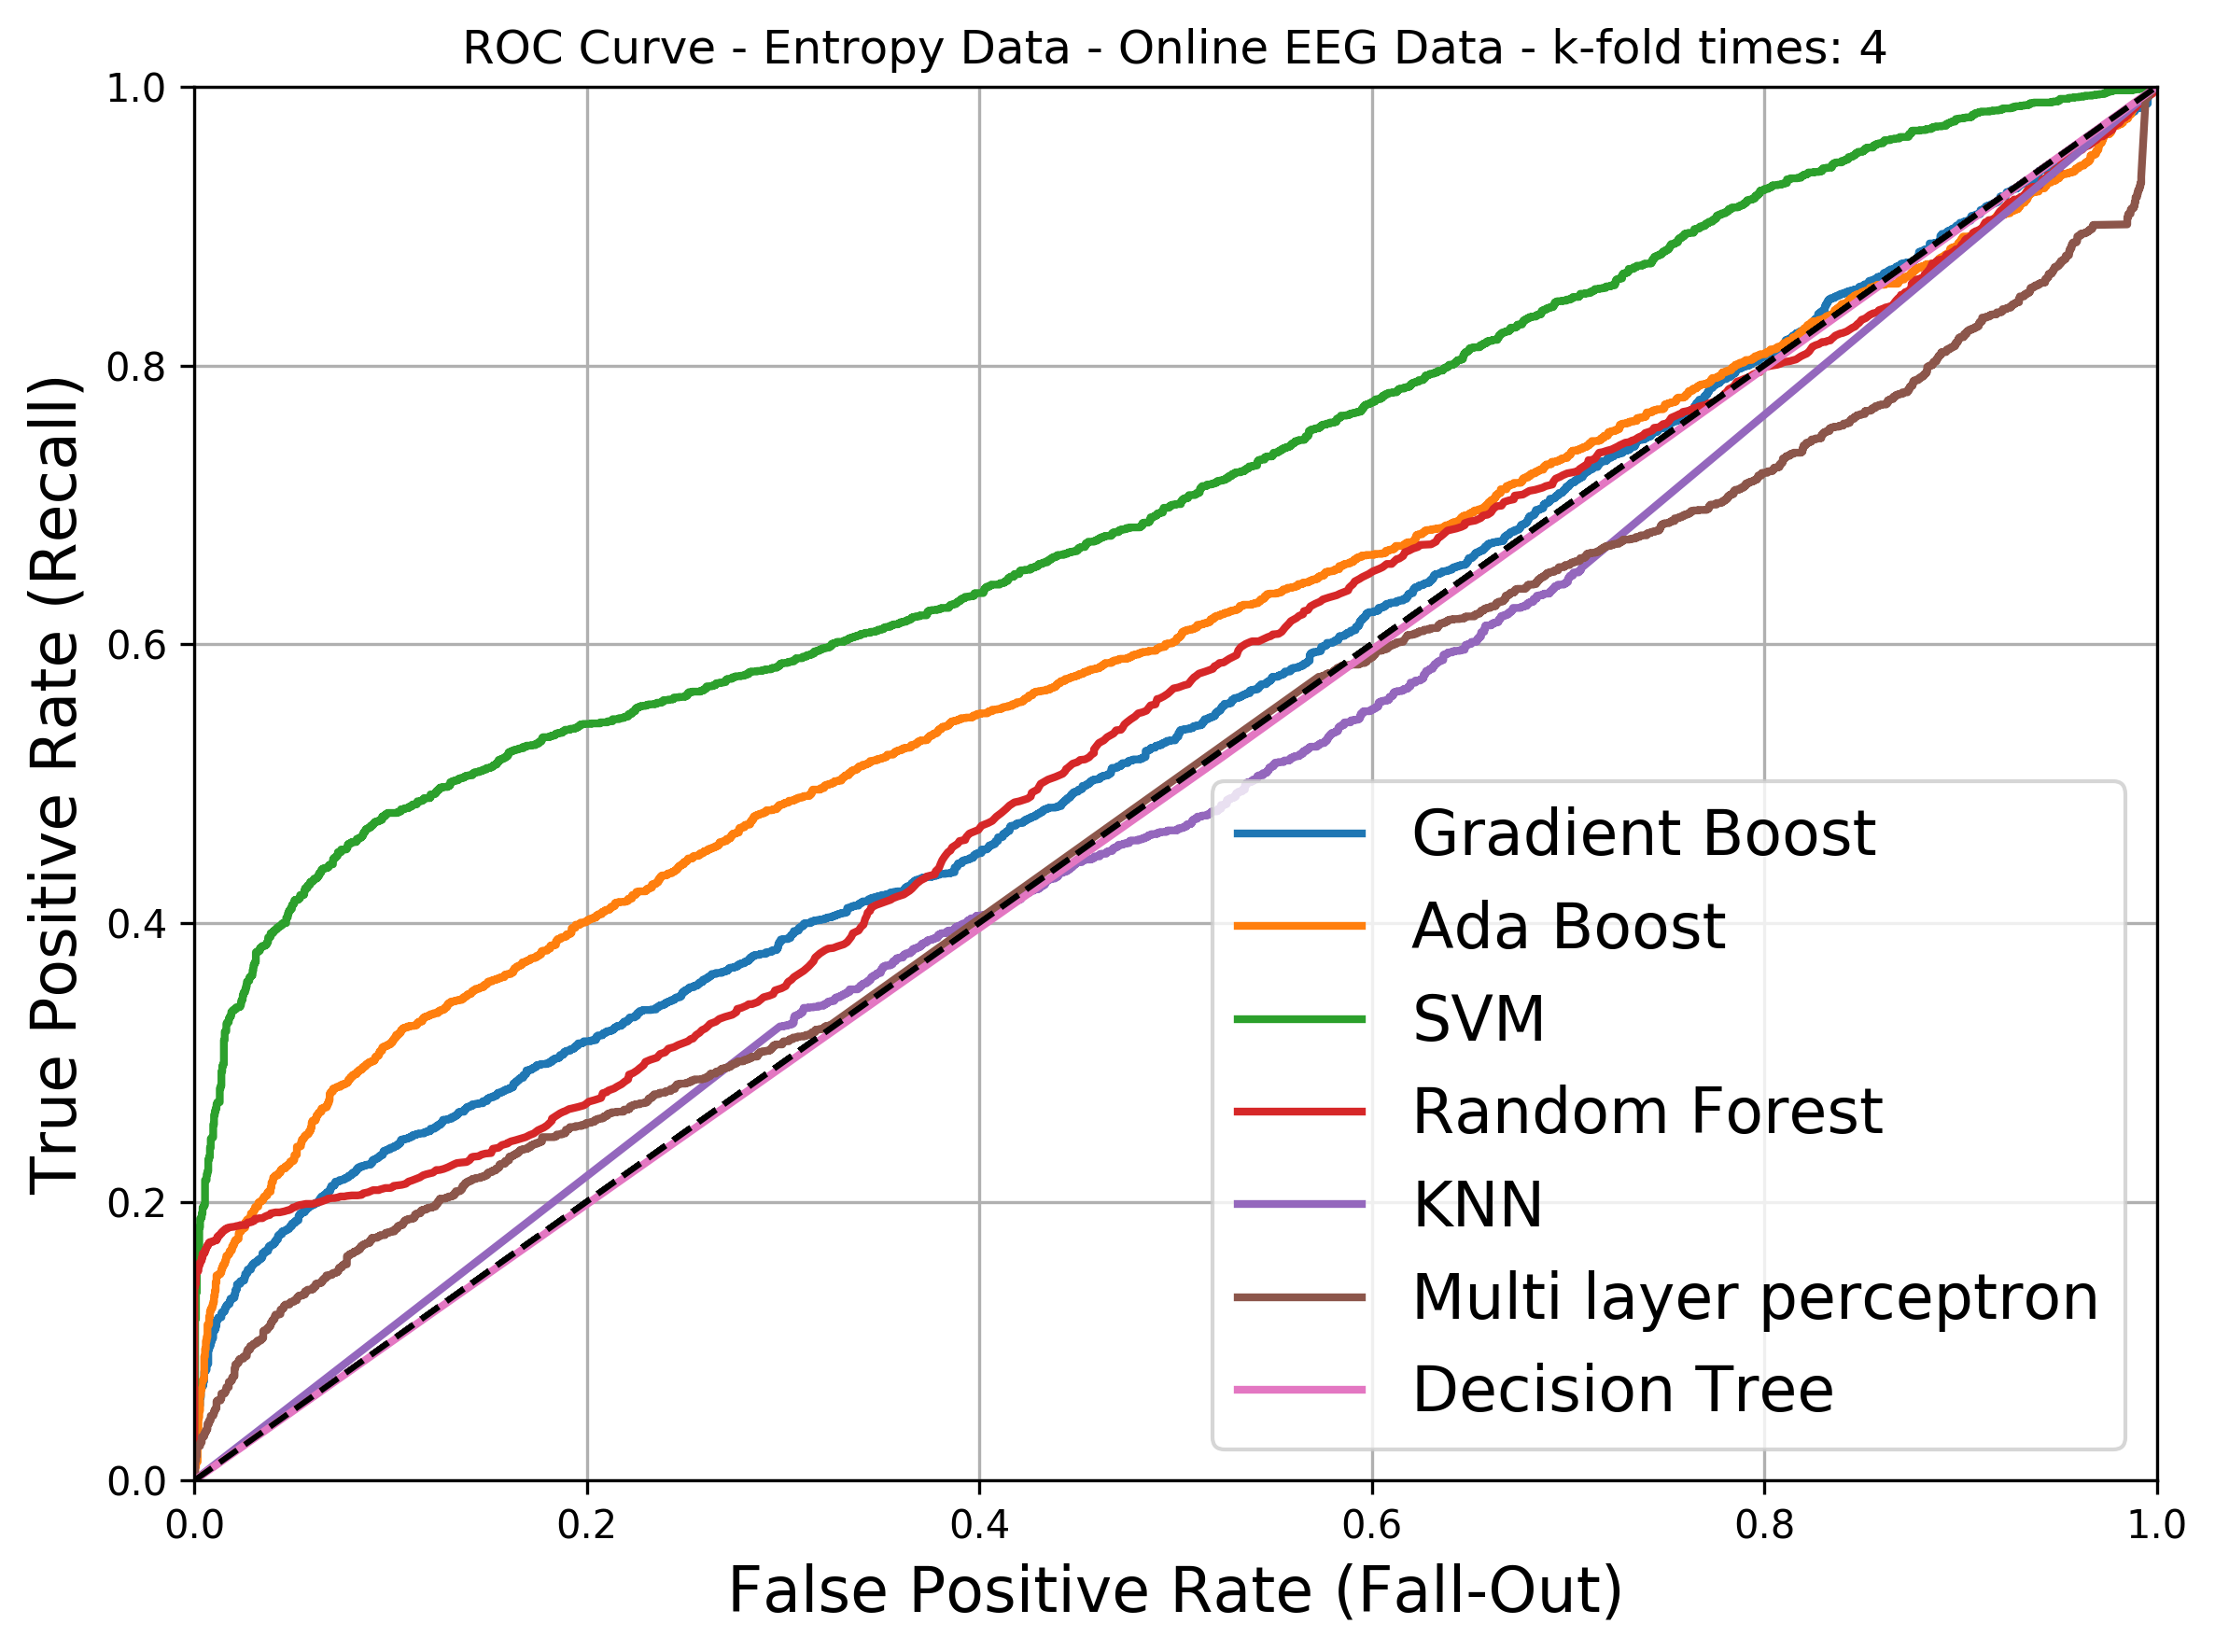 ROC Curve - Entropy Data - Online EEG Data - k-fold times: 4
True Positive Rate (Recall)
1.0
0.8
0.6
0.4
0.2
0.0
Gradient Boost
Ada Boost
SVM
Random Forest
KNN
Multi layer perceptron
Decision Tree
0.0 0.2 0.4 0.6 0.8 1.0
False Positive Rate (Fall-Out)